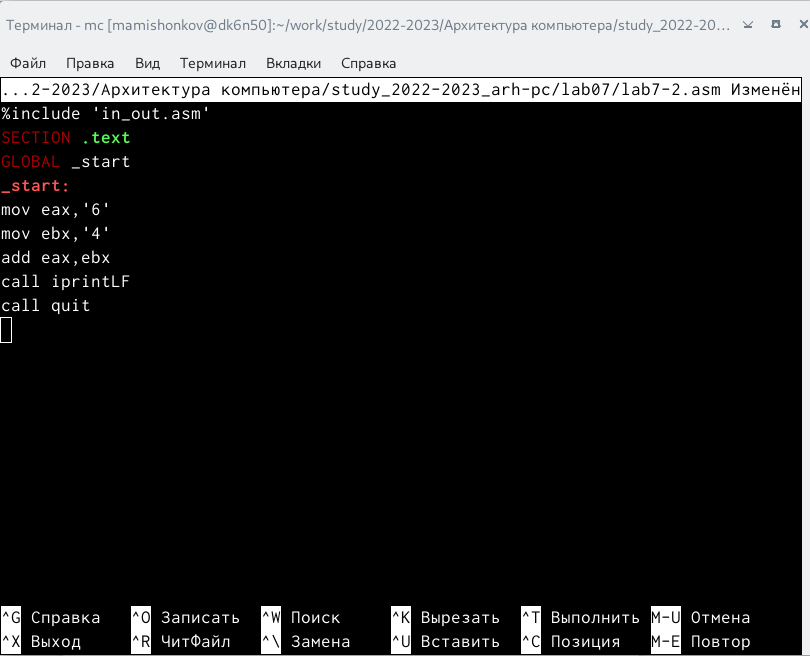 Терминал - mc [mamishonkov@dk6n50]:~/work/study/2022-2023/Архитектура компьютера/study_2022-20...
Файл Правка Вид Терминал Вкладки Справка
...2-2023/Архитектура компьютера/study_2022-2023_arh-pc/lab07/lab7-2.asm Изменён
%include 'in_out.asm'
SECTION .text
GLOBAL _start
_start:
mov eax,'6'
mov ebx,'4'
add eax,ebx
call iprintLF
call quit
^G Справка ^O Записать ^W Поиск ^K Вырезать ^T Выполнить M-U Отмена
^X Выход ^R ЧитФайл ^\ Замена ^U Вставить ^C Позиция M-E Повтор